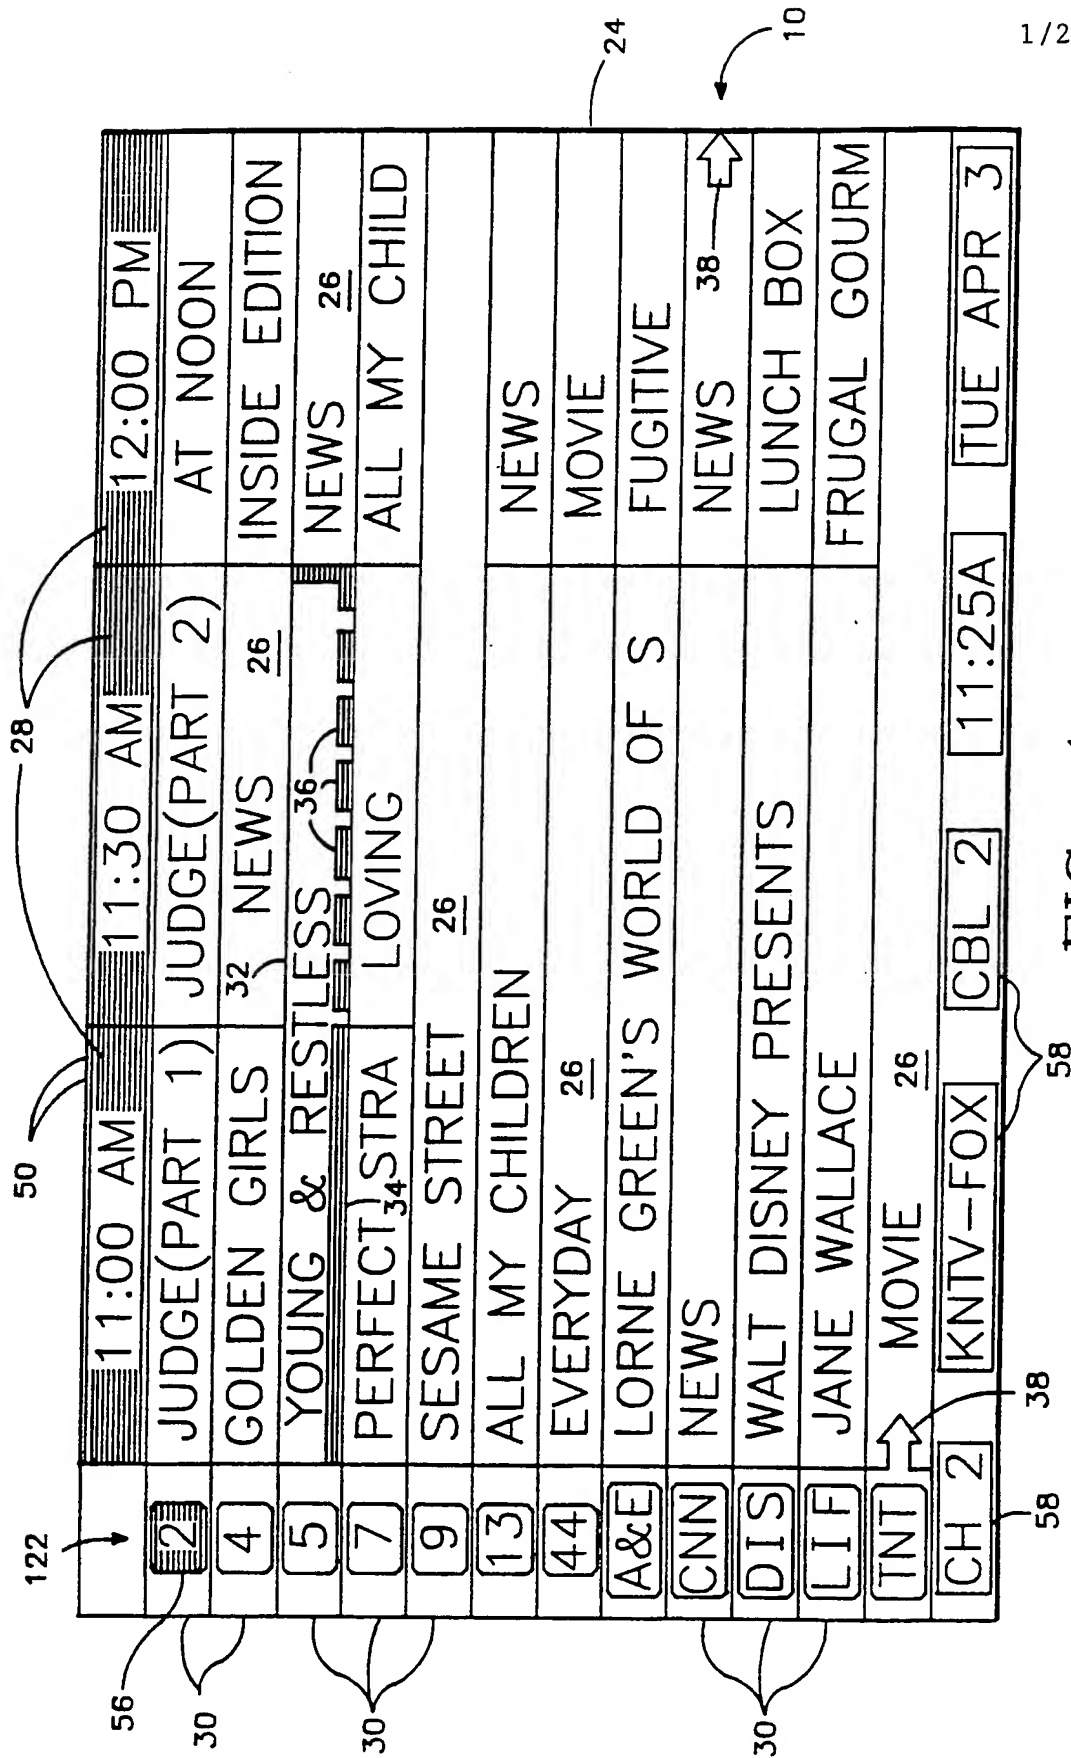 1/2
50
28
24
10
122
11:00 AM 11:30 AM 12:00 PM
56
2 JUDGE(PART 1) JUDGE(PART 2) AT NOON
30
4 GOLDEN GIRLS 32 NEWS 26 INSIDE EDITION
5 YOUNG & RESTLESS 36 NEWS 26
30
7 PERFECT STRA 34 LOVING ALL MY CHILD
9 SESAME STREET 26
13 ALL MY CHILDREN NEWS
44 EVERYDAY 26 MOVIE
A&E LORNE GREEN'S WORLD OF S FUGITIVE
CNN NEWS NEWS 38
30
DIS WALT DISNEY PRESENTS LUNCH BOX
LIF JANE WALLACE FRUGAL GOURM
TNT MOVIE 26
CH 2 KNTV-FOX CBL 2 11:25A TUE APR 3
58
38
58